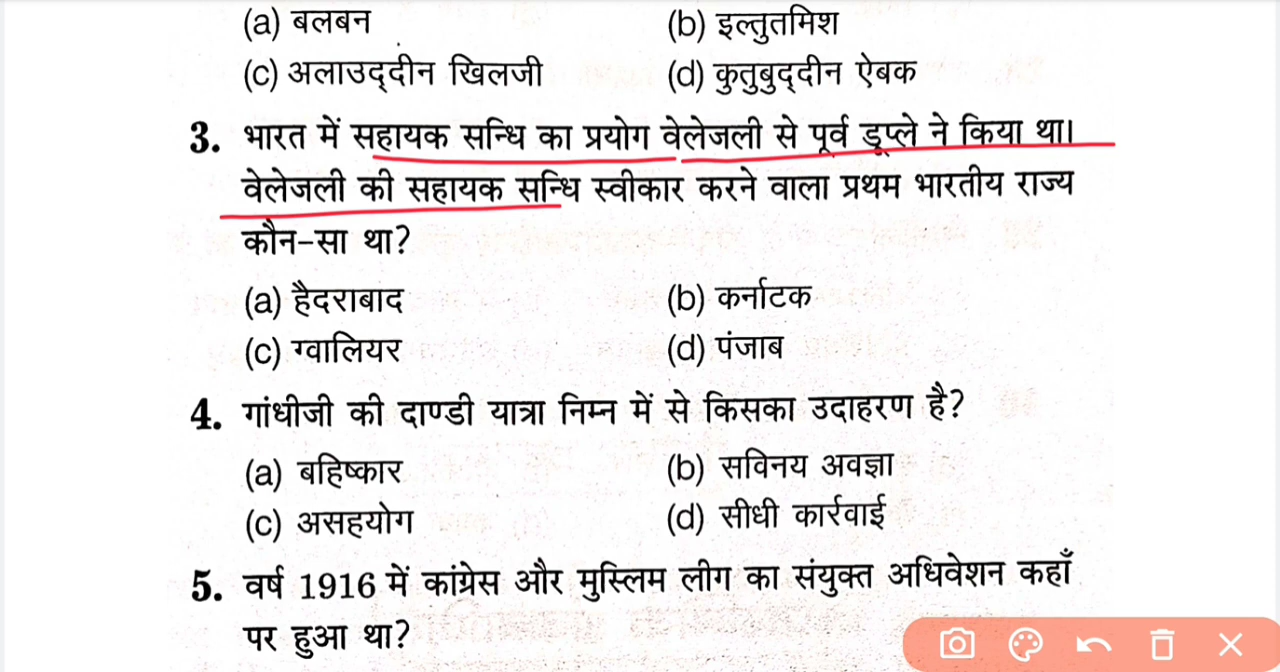 (a) बलबन (b) इल्तुतमिश
(c) अलाउद्दीन खिलजी (d) कुतुबुद्दीन ऐबक
3. भारत में सहायक सन्धि का प्रयोग वेलेजली से पूर्व डूप्ले ने किया था।
वेलेजली की सहायक सन्धि स्वीकार करने वाला प्रथम भारतीय राज्य
कौन-सा था?
(a) हैदराबाद (b) कर्नाटक
(c) ग्वालियर (d) पंजाब
4. गांधीजी की दाण्डी यात्रा निम्न में से किसका उदाहरण है?
(a) बहिष्कार (b) सविनय अवज्ञा
(c) असहयोग (d) सीधी कार्रवाई
5. वर्ष 1916 में कांग्रेस और मुस्लिम लीग का संयुक्त अधिवेशन कहाँ
पर हुआ था?